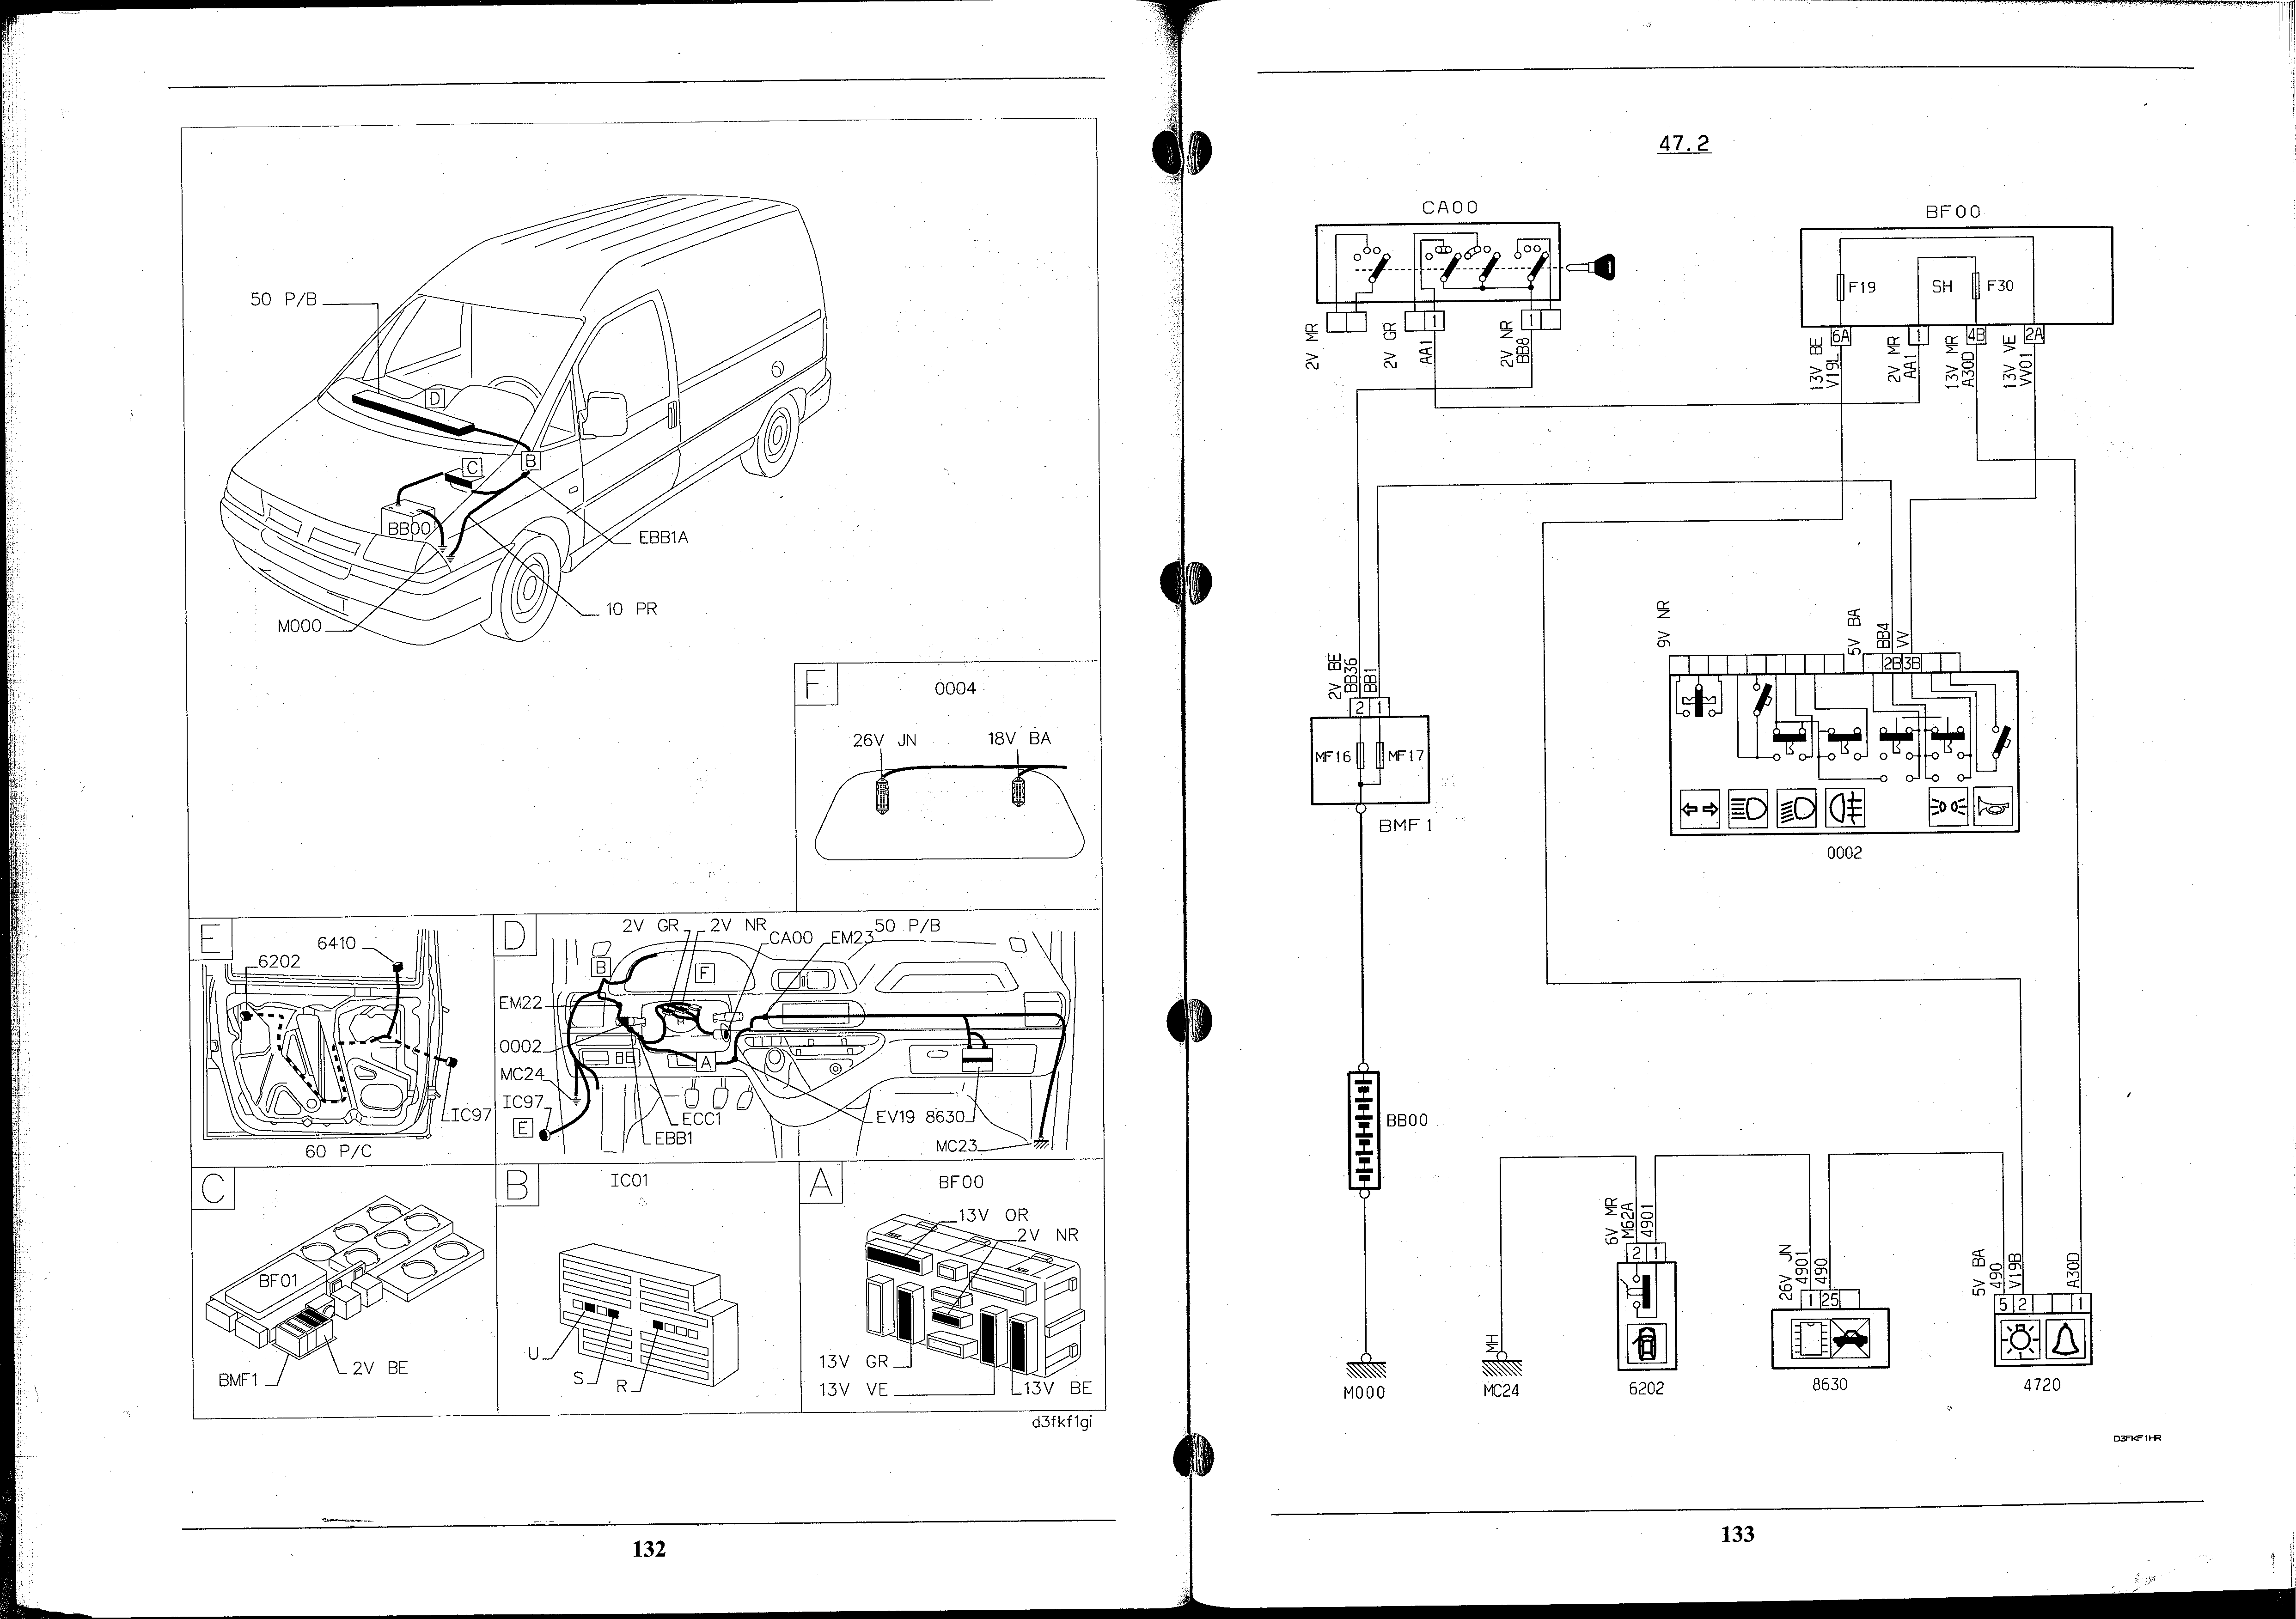 50 P/B
D
C
B
BB00
EBB1A
M000
10 PR
F
0004
26V JN
18V BA
E
6410
6202
IC97
60 P/C
D
2V GR
2V NR
CA00
EM23
50 P/B
B
F
EM22
0002
A
MC24
IC97
E
ECC1
EBB1
EV19
8630
MC23
C
BF01
BMF1
2V BE
B
IC01
U
S
R
A
BF00
13V OR
2V NR
13V GR
13V VE
13V BE
d3fkf1gi
132
47.2
CA00
BF00
F19
SH
F30
1
1
6A
1
4B
2A
2V MR
2V GR
AA1
2V NR
BB8
13V BE
V19L
2V MR
AA1
13V MR
A30D
13V VE
VV01
9V NR
5V BA
BB4
VV
2B
3B
0002
2V BE
BB36
BB1
2
1
MF16
MF17
BMF1
BB00
M000
MH
MC24
6V MR
M62A
4901
2
1
6202
26V JN
4901
490
1
25
8630
5V BA
490
V19B
A30D
5
2
1
4720
D3FKF1HR
133